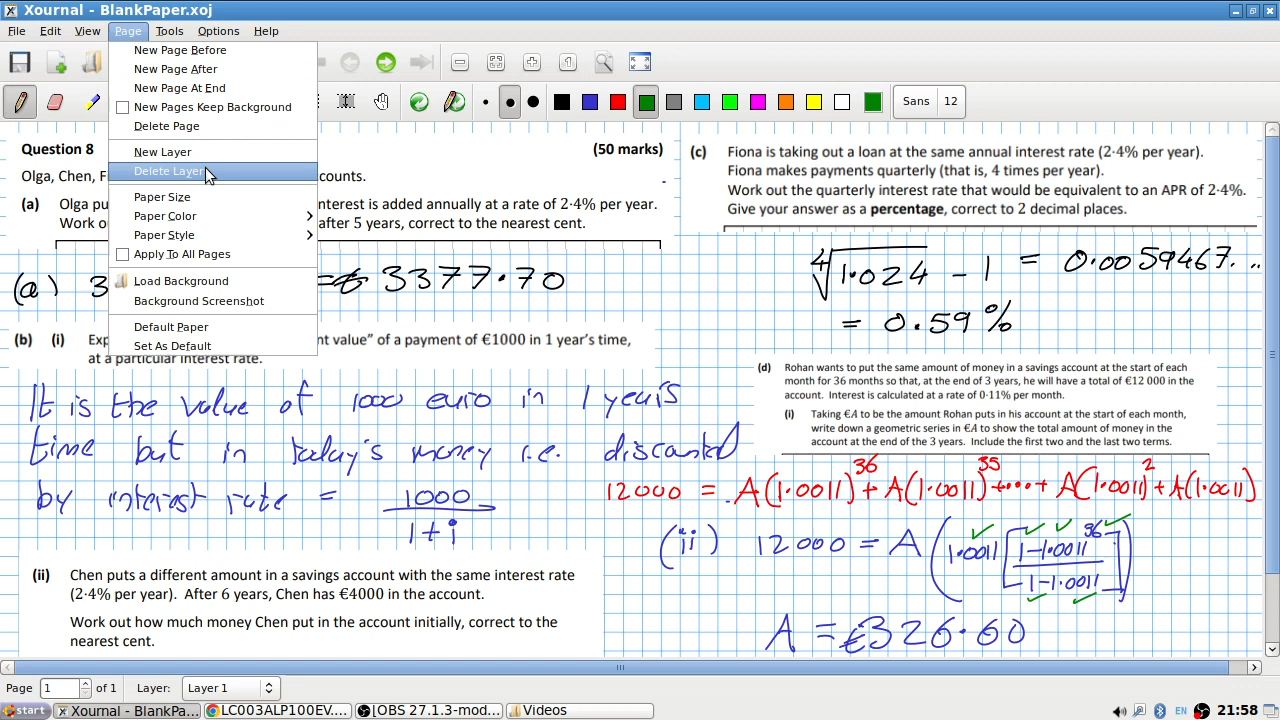 Xournal - BlankPaper.xoj
File Edit View Page Tools Options Help
New Page Before
New Page After
New Page At End
New Pages Keep Background
Delete Page
New Layer
Delete Layer
Paper Size
Paper Color
Paper Style
Apply To All Pages
Load Background
Background Screenshot
Default Paper
Set As Default
Sans 12
Question 8 (50 marks)
Olga, Chen, F counts.
(a) Olga pu nterest is added annually at a rate of 2·4% per year.
Work o after 5 years, correct to the nearest cent.
(a) 3 = € 3377.70
(b) (i) Exp nt value" of a payment of €1000 in 1 year's time,
at a particular interest rate.
It is the value of 1000 euro in 1 year's
time but in today's money i.e. discounted
by interest rate = 1000
1+i
(ii) Chen puts a different amount in a savings account with the same interest rate
(2·4% per year). After 6 years, Chen has €4000 in the account.
Work out how much money Chen put in the account initially, correct to the
nearest cent.
(c) Fiona is taking out a loan at the same annual interest rate (2·4% per year).
Fiona makes payments quarterly (that is, 4 times per year).
Work out the quarterly interest rate that would be equivalent to an APR of 2·4%.
Give your answer as a percentage, correct to 2 decimal places.
4√1.024 - 1 = 0.0059467...
= 0.59%
(d) Rohan wants to put the same amount of money in a savings account at the start of each
month for 36 months so that, at the end of 3 years, he will have a total of €12 000 in the
account. Interest is calculated at a rate of 0·11% per month.
(i) Taking €A to be the amount Rohan puts in his account at the start of each month,
write down a geometric series in €A to show the total amount of money in the
account at the end of the 3 years. Include the first two and the last two terms.
12000 = A(1.0011)^36 + A(1.0011)^35 +....+ A(1.0011)^2 + A(1.0011)
(ii) 12000 = A (1.0011 [1-1.0011^36
1-1.0011])
A = €326.60
Page 1 of 1 Layer: Layer 1
start Xournal - BlankPa... LC003ALP100EV.... [OBS 27.1.3-mod... Videos EN 21:58